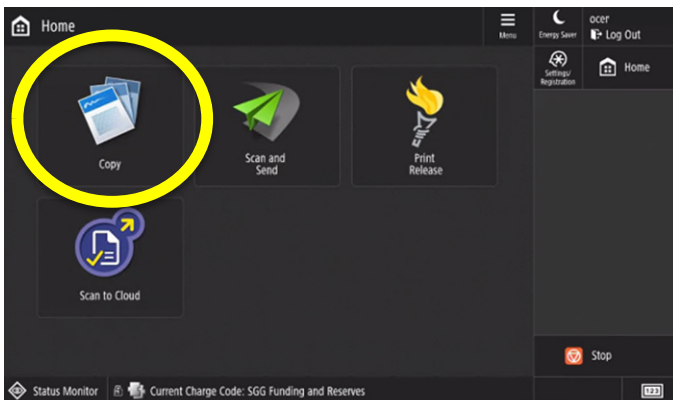 Home
Menu
Energy Saver
ocer
Log Out
Settings/
Registration
Home
Copy
Scan and
Send
Print
Release
Scan to Cloud
Stop
Status Monitor
Current Charge Code: SGG Funding and Reserves
123